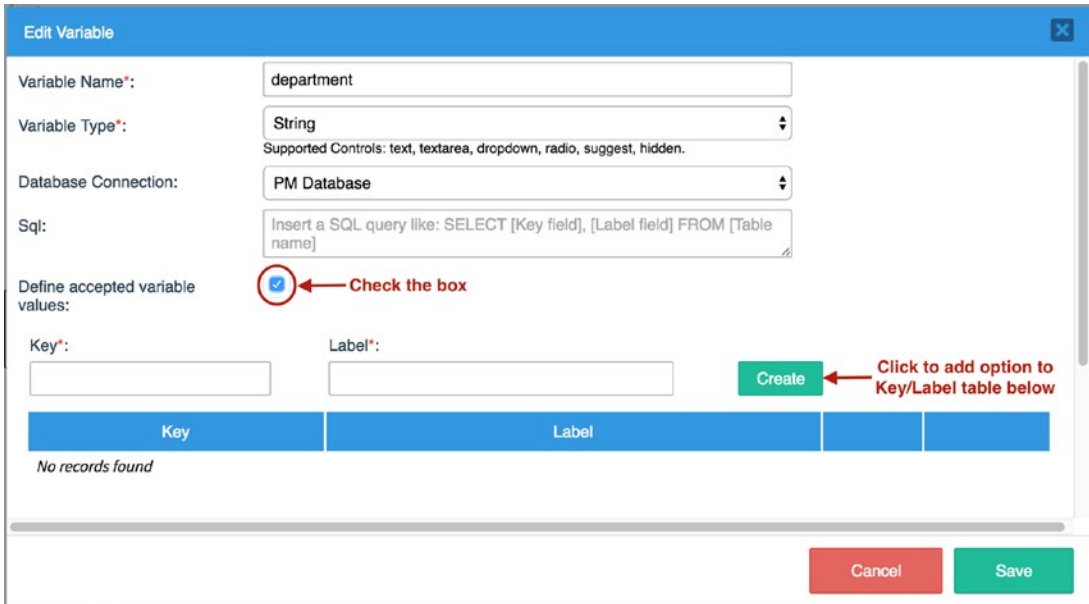 Edit Variable
Variable Name*:
department
Variable Type*:
String
Supported Controls: text, textarea, dropdown, radio, suggest, hidden.
Database Connection:
PM Database
Sql:
Insert a SQL query like: SELECT [Key field], [Label field] FROM [Table
name]
Define accepted variable
values:
Check the box
Key*:
Label*:
Create
Click to add option to
Key/Label table below
Key
Label
No records found
Cancel
Save